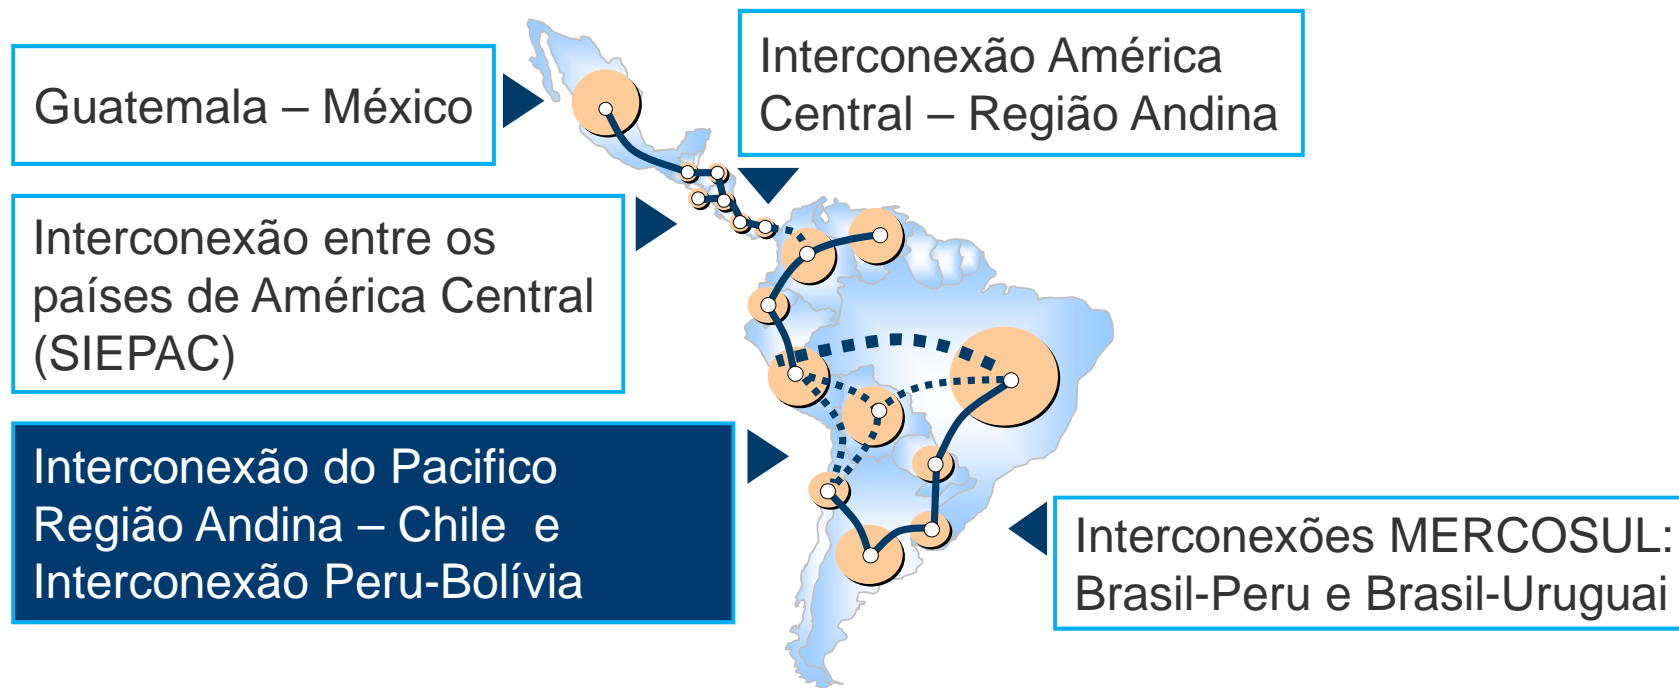 Guatemala – México
Interconexão América
Central – Região Andina
Interconexão entre os
países de América Central
(SIEPAC)
Interconexão do Pacifico
Região Andina – Chile e
Interconexão Peru-Bolívia
Interconexões MERCOSUL:
Brasil-Peru e Brasil-Uruguai